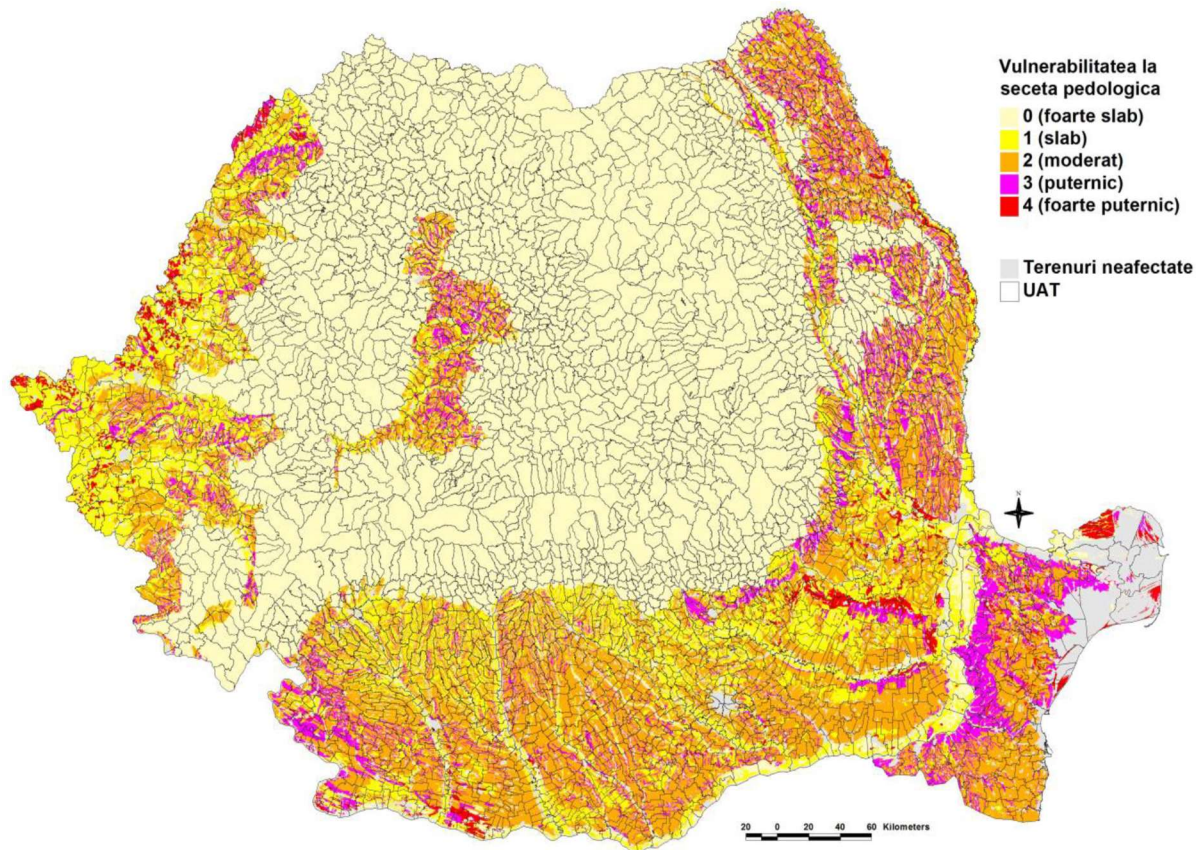 Vulnerabilitatea la
seceta pedologica
0 (foarte slab)
1 (slab)
2 (moderat)
3 (puternic)
4 (foarte puternic)
Terenuri neafectate
UAT
N
20 0 20 40 60 Kilometers